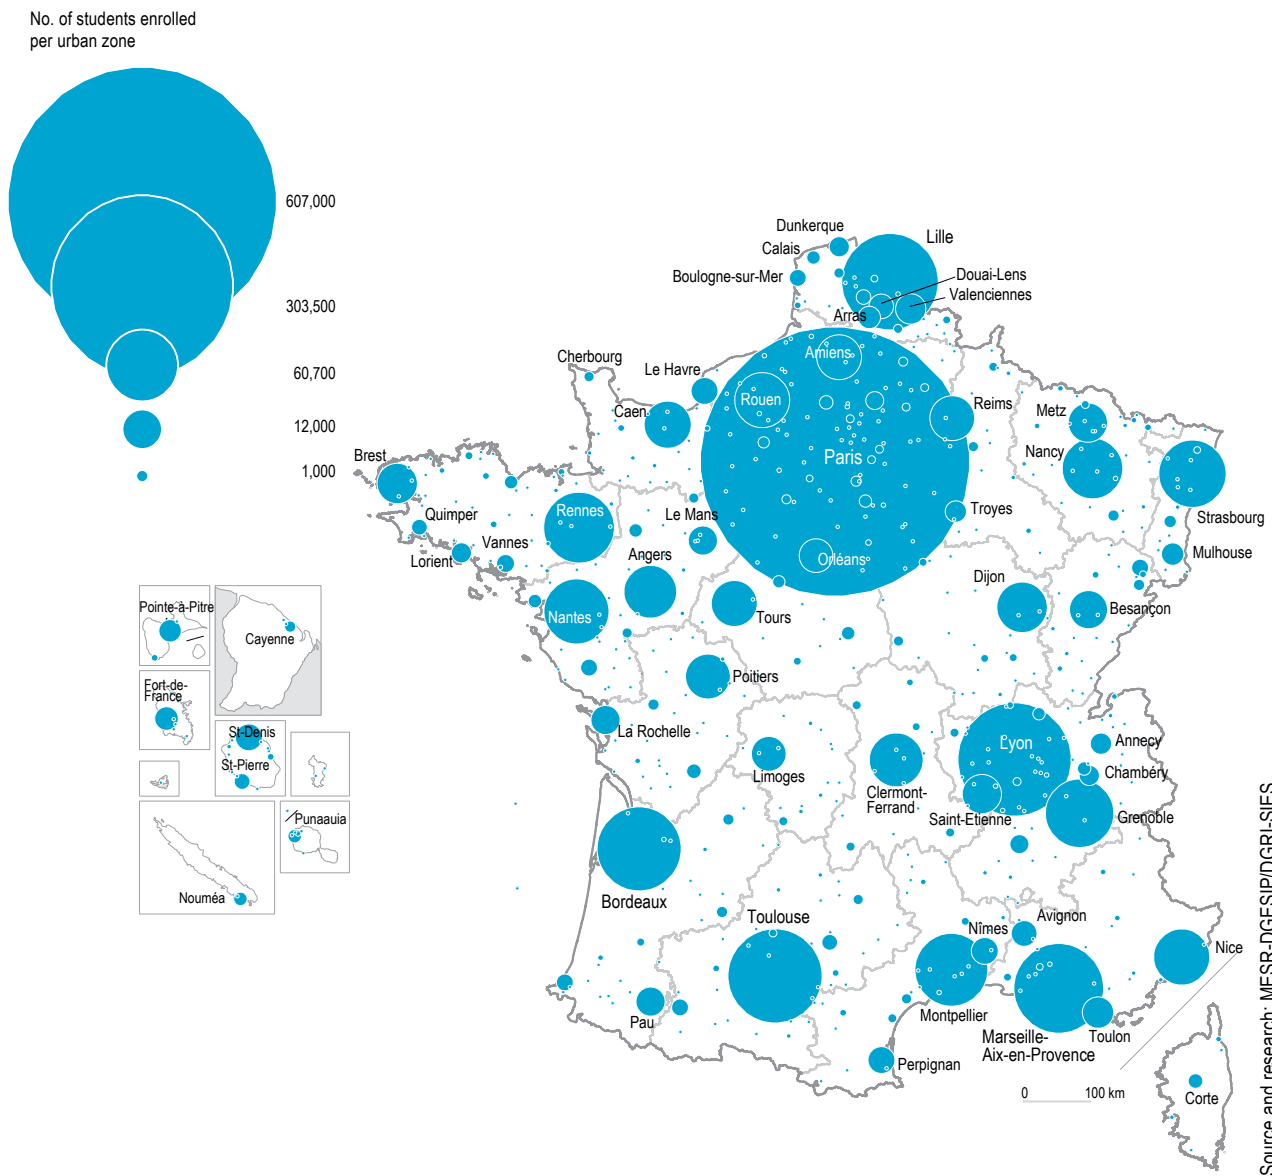 No. of students enrolled
per urban zone
607,000
303,500
60,700
12,000
1,000
Dunkerque
Lille
Calais
Boulogne-sur-Mer
Douai-Lens
Valenciennes
Arras
Amiens
Cherbourg
Le Havre
Rouen
Reims
Caen
Metz
Nancy
Paris
Brest
Strasbourg
Quimper
Rennes
Le Mans
Troyes
Vannes
Lorient
Angers
Orléans
Mulhouse
Dijon
Pointe-à-Pitre
Cayenne
Nantes
Tours
Besançon
Poitiers
Fort-de-
France
St-Denis
St-Pierre
La Rochelle
Lyon
Annecy
Limoges
Clermont-
Ferrand
Chambéry
Saint-Etienne
Grenoble
Punaauia
Nouméa
Bordeaux
Toulouse
Nîmes
Avignon
Nice
Pau
Montpellier
Marseille-
Aix-en-Provence
Toulon
Perpignan
0 100 km
Corte
Source and research: MESR-DGESIP/DGRI-SIES